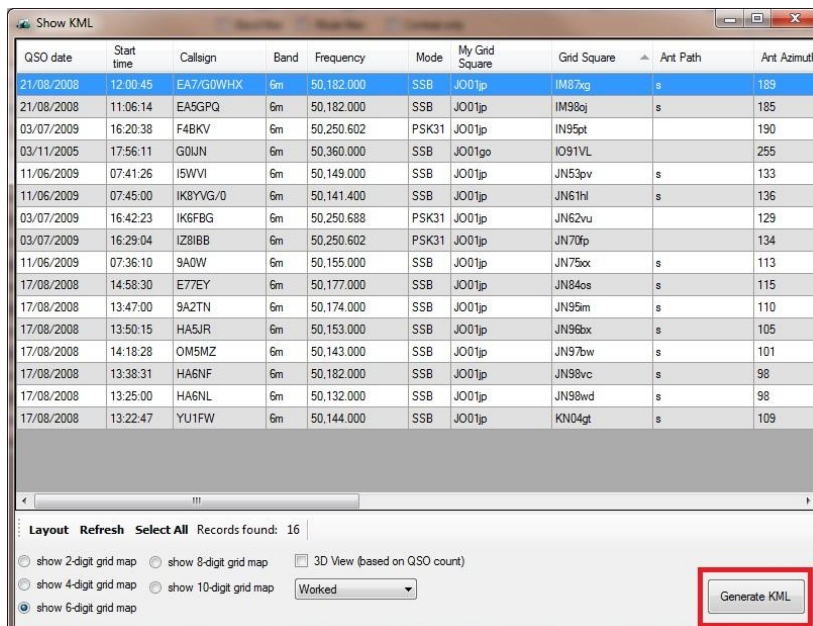 Show KML
QSO date Start time Callsign Band Frequency Mode My Grid Square Grid Square Ant Path Ant Azimuth
21/08/2008 12:00:45 EA7/G0WHX 6m 50,182.000 SSB JO01jp IM87xg s 189
21/08/2008 11:06:14 EA5GPQ 6m 50,182.000 SSB JO01jp IM98oj s 185
03/07/2009 16:20:38 F4BKV 6m 50,250.602 PSK31 JO01jp IN95pt 190
03/11/2005 17:56:11 G0IJN 6m 50,360.000 SSB JO01go IO91VL 255
11/06/2009 07:41:26 I5WVI 6m 50,149.000 SSB JO01jp JN53pv s 133
11/06/2009 07:45:00 IK8YVG/0 6m 50,141.400 SSB JO01jp JN61hl s 136
03/07/2009 16:42:23 IK6FBG 6m 50,250.688 PSK31 JO01jp JN62vu 129
03/07/2009 16:29:04 IZ8IBB 6m 50,250.602 PSK31 JO01jp JN70fp 134
11/06/2009 07:36:10 9A0W 6m 50,155.000 SSB JO01jp JN75xx s 113
17/08/2008 14:58:30 E77EY 6m 50,177.000 SSB JO01jp JN84os s 115
17/08/2008 13:47:00 9A2TN 6m 50,174.000 SSB JO01jp JN95im s 110
17/08/2008 13:50:15 HA5JR 6m 50,153.000 SSB JO01jp JN96bx s 105
17/08/2008 14:18:28 OM5MZ 6m 50,143.000 SSB JO01jp JN97bw s 101
17/08/2008 13:38:31 HA6NF 6m 50,182.000 SSB JO01jp JN98vc s 98
17/08/2008 13:25:00 HA6NL 6m 50,132.000 SSB JO01jp JN98wd s 98
17/08/2008 13:22:47 YU1FW 6m 50,144.000 SSB JO01jp KN04gt s 109
Layout Refresh Select All Records found: 16
show 2-digit grid map show 8-digit grid map 3D View (based on QSO count)
show 4-digit grid map show 10-digit grid map Worked
show 6-digit grid map
Generate KML